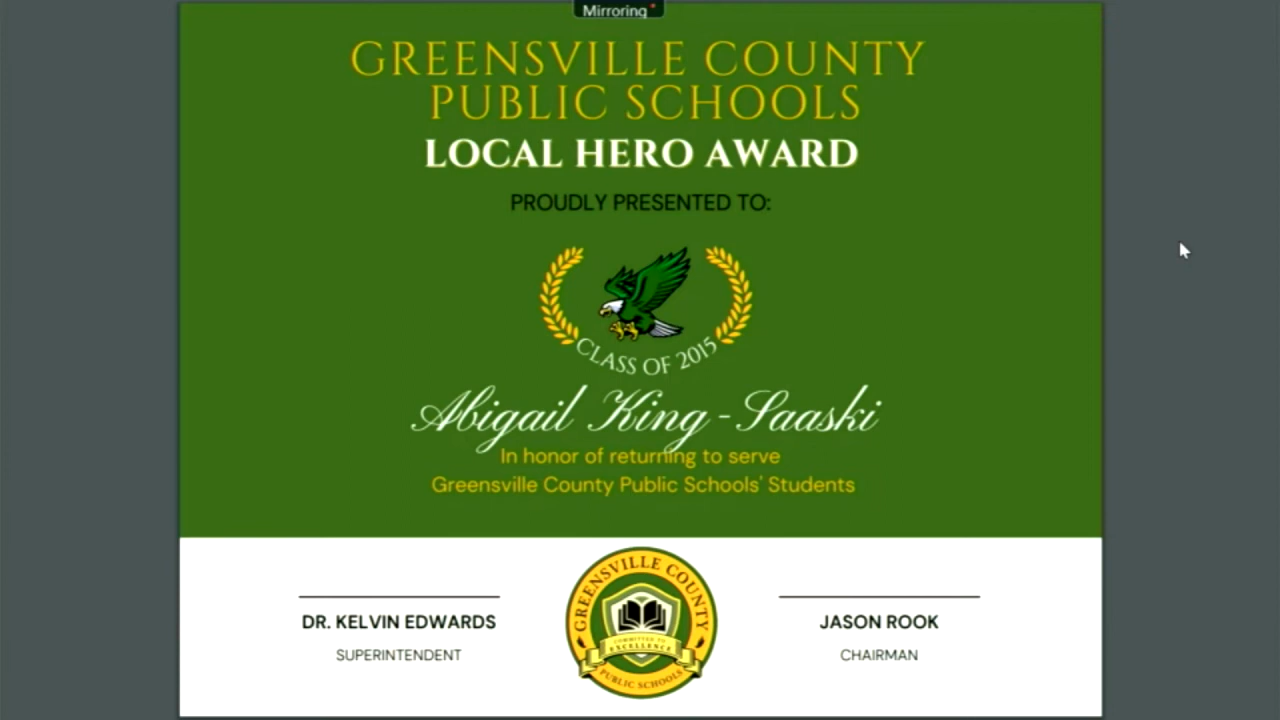 Mirroring
GREENSVILLE COUNTY
PUBLIC SCHOOLS
LOCAL HERO AWARD
PROUDLY PRESENTED TO:
CLASS OF 2015
Abigail King-Saaski
In honor of returning to serve
Greensville County Public Schools' Students
GREENSVILLE COUNTY
COMMITTED TO
EXCELLENCE
PUBLIC SCHOOLS
DR. KELVIN EDWARDS
SUPERINTENDENT
JASON ROOK
CHAIRMAN